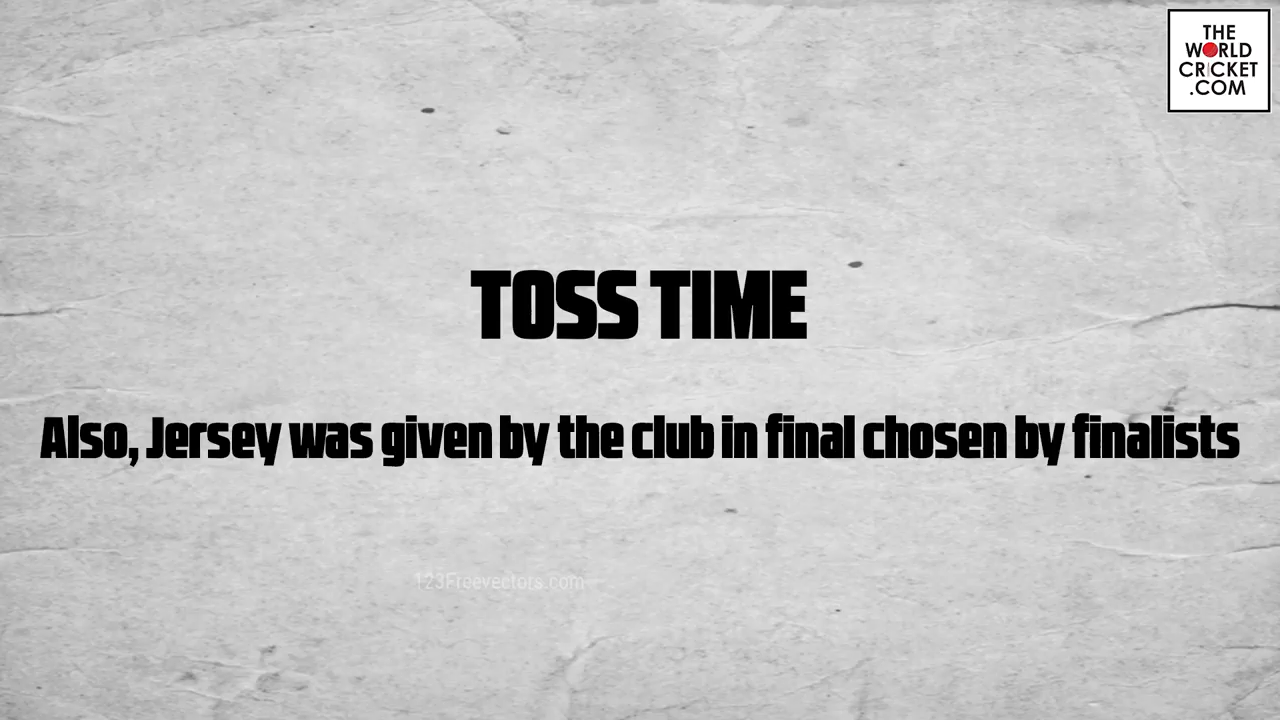 THE
WORLD
CRICKET
.COM
TOSS TIME
Also, Jersey was given by the club in final chosen by finalists
123Freevectors.com